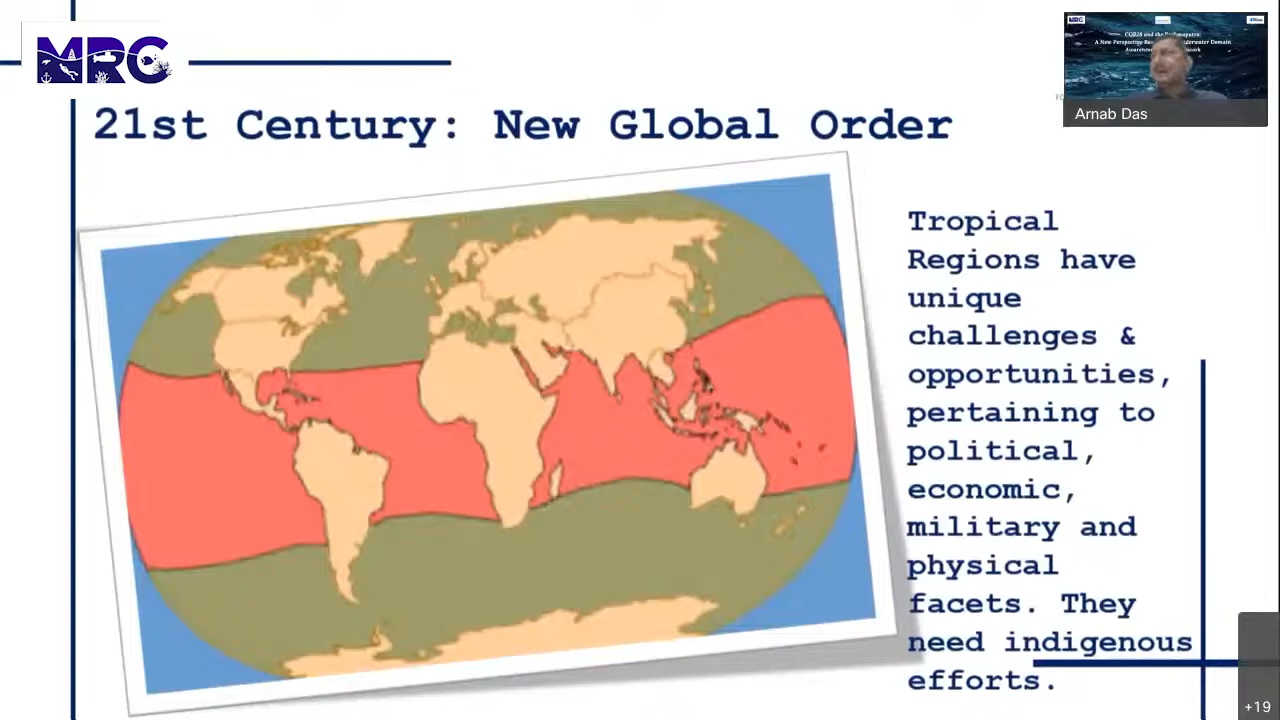 MRC
21st Century: New Global Order
Arnab Das
Tropical
Regions have
unique
challenges &
opportunities,
pertaining to
political,
economic,
military and
physical
facets. They
need indigenous
efforts.
+19